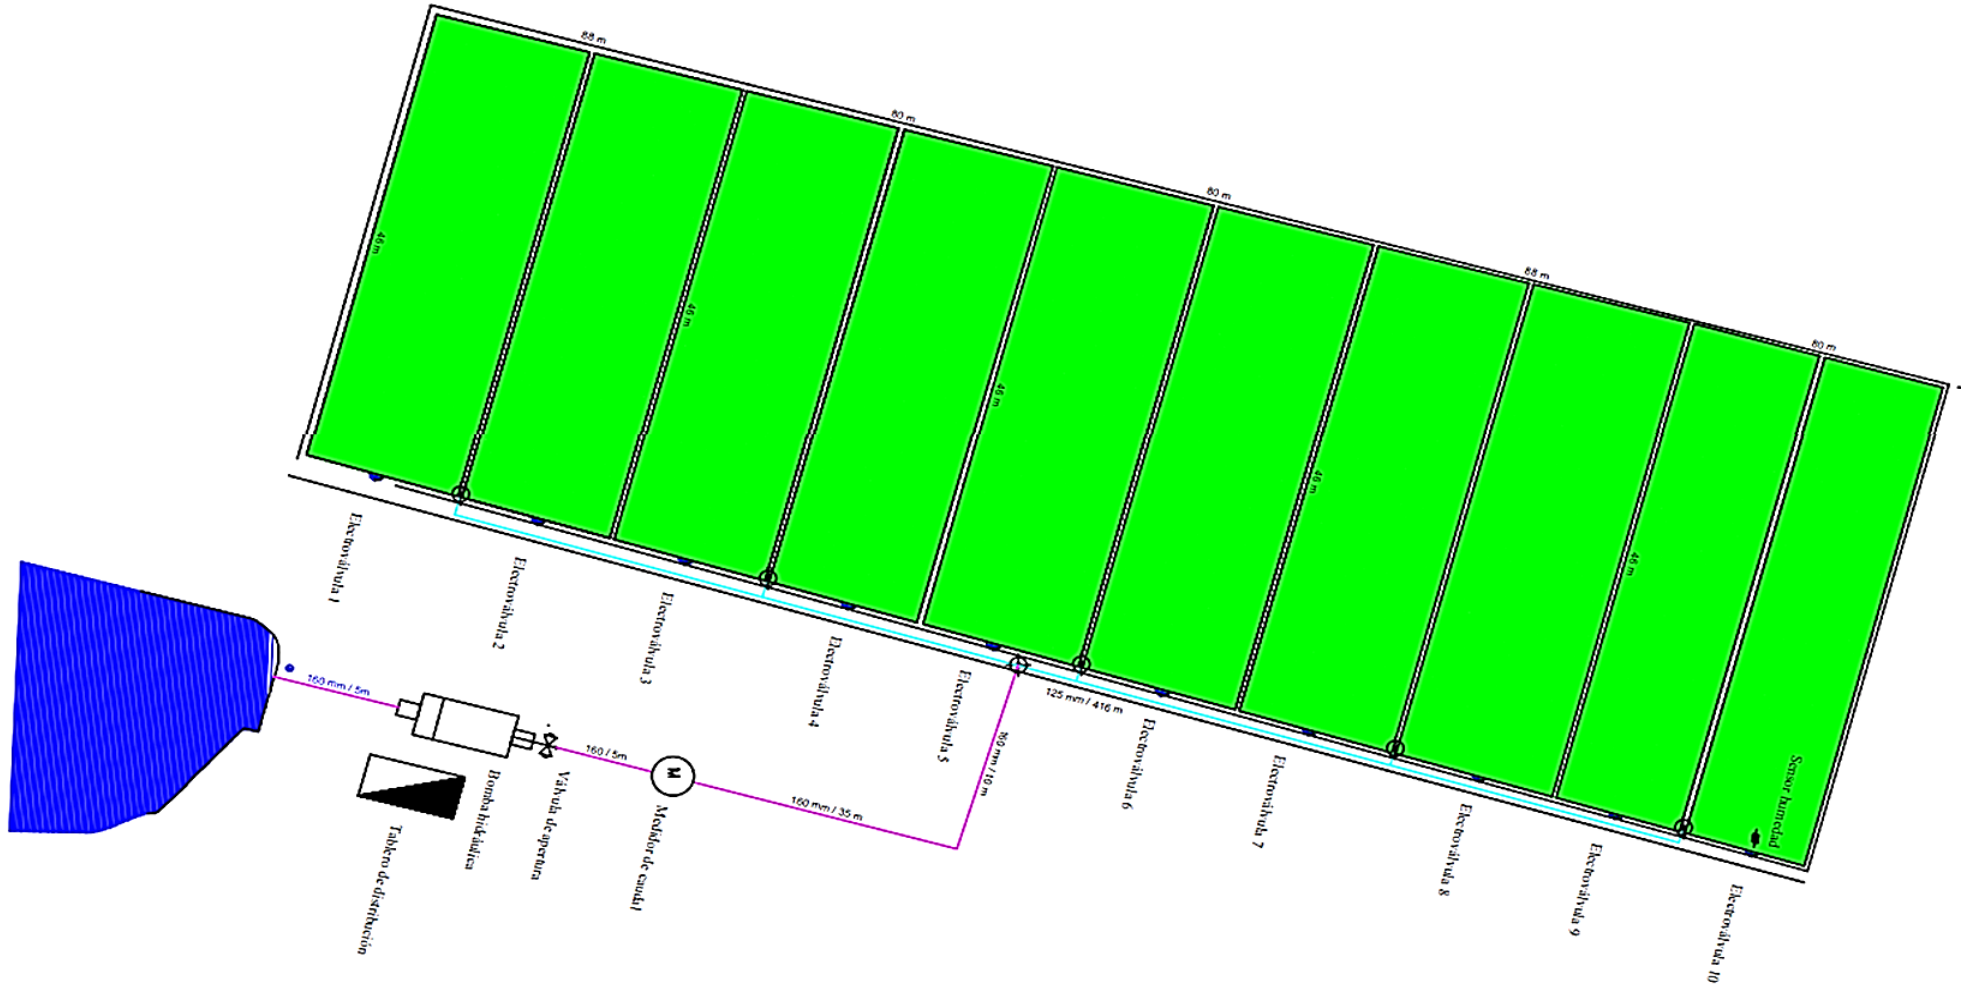 88 m
80 m
80 m
88 m
80 m
46 m
46 m
46 m
46 m
46 m
Electroválvula 1
Electroválvula 2
Electroválvula 3
Electroválvula 4
Electroválvula 5
Electroválvula 6
Electroválvula 7
Electroválvula 8
Electroválvula 9
Electroválvula 10
Sensor humedad
125 mm / 416 m
160 mm / 10 m
160 mm / 5m
160 / 5m
160 mm / 35 m
M
Tablero de distribución
Bomba hidráulica
Válvula de apertura
Medidor de caudal